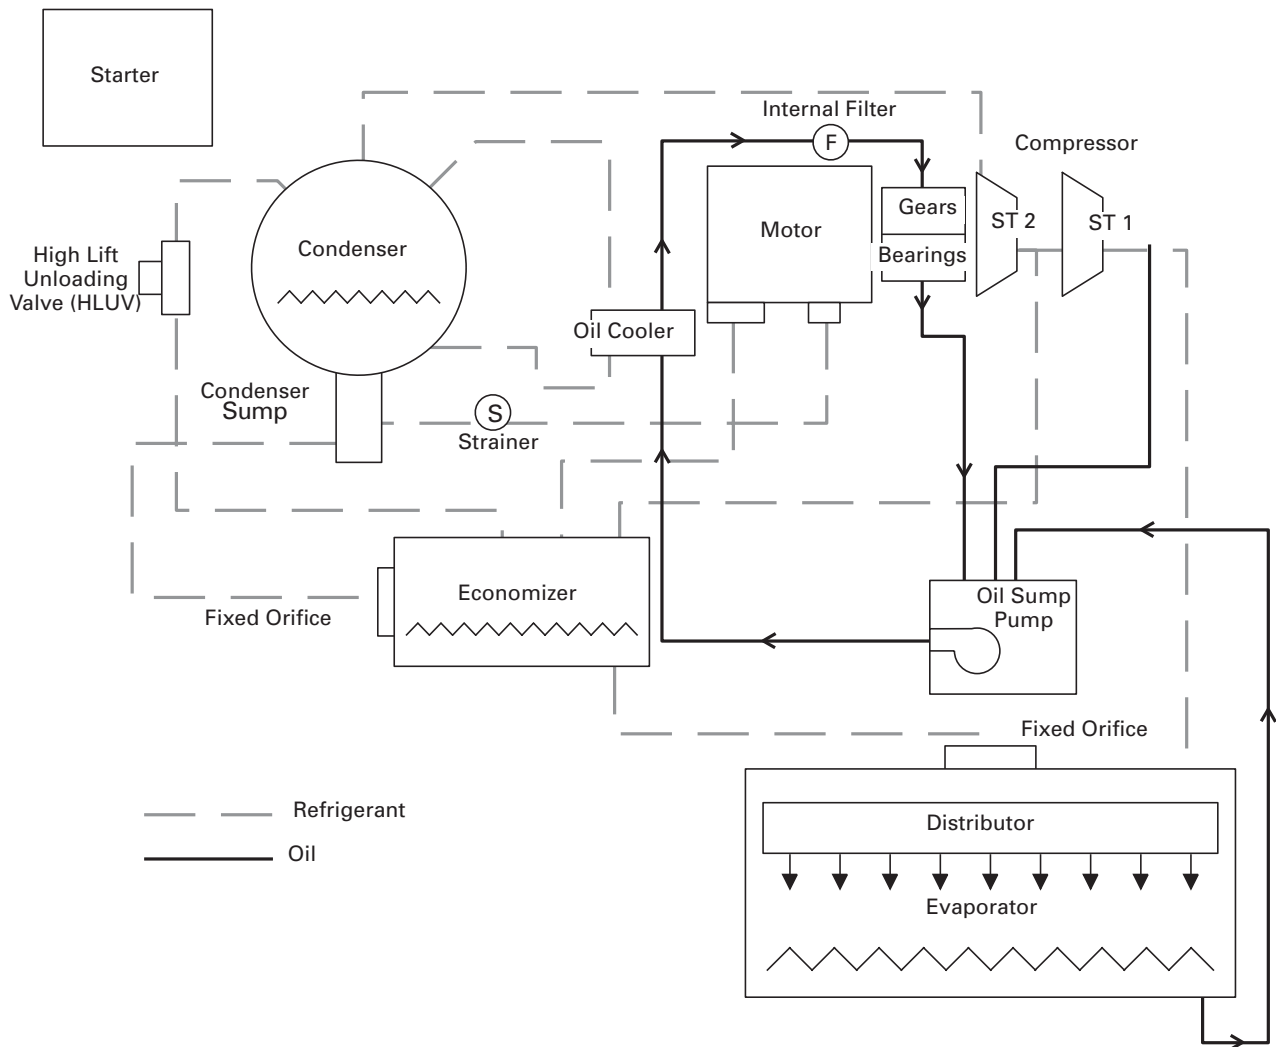 Starter
Internal Filter
F
Compressor
Condenser
Motor
Gears
Bearings
ST 2
ST 1
High Lift
Unloading
Valve (HLUV)
Oil Cooler
Condenser
Sump
S
Strainer
Economizer
Fixed Orifice
Oil Sump
Pump
Fixed Orifice
Refrigerant
Oil
Distributor
Evaporator